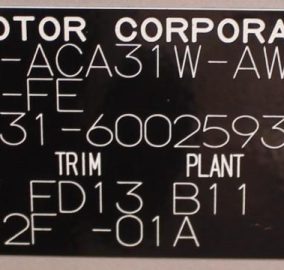 OTOR CORPORA
-ACA31W-AW
-FE
31-6002593
TRIM PLANT
FD13 B11
2F -01A